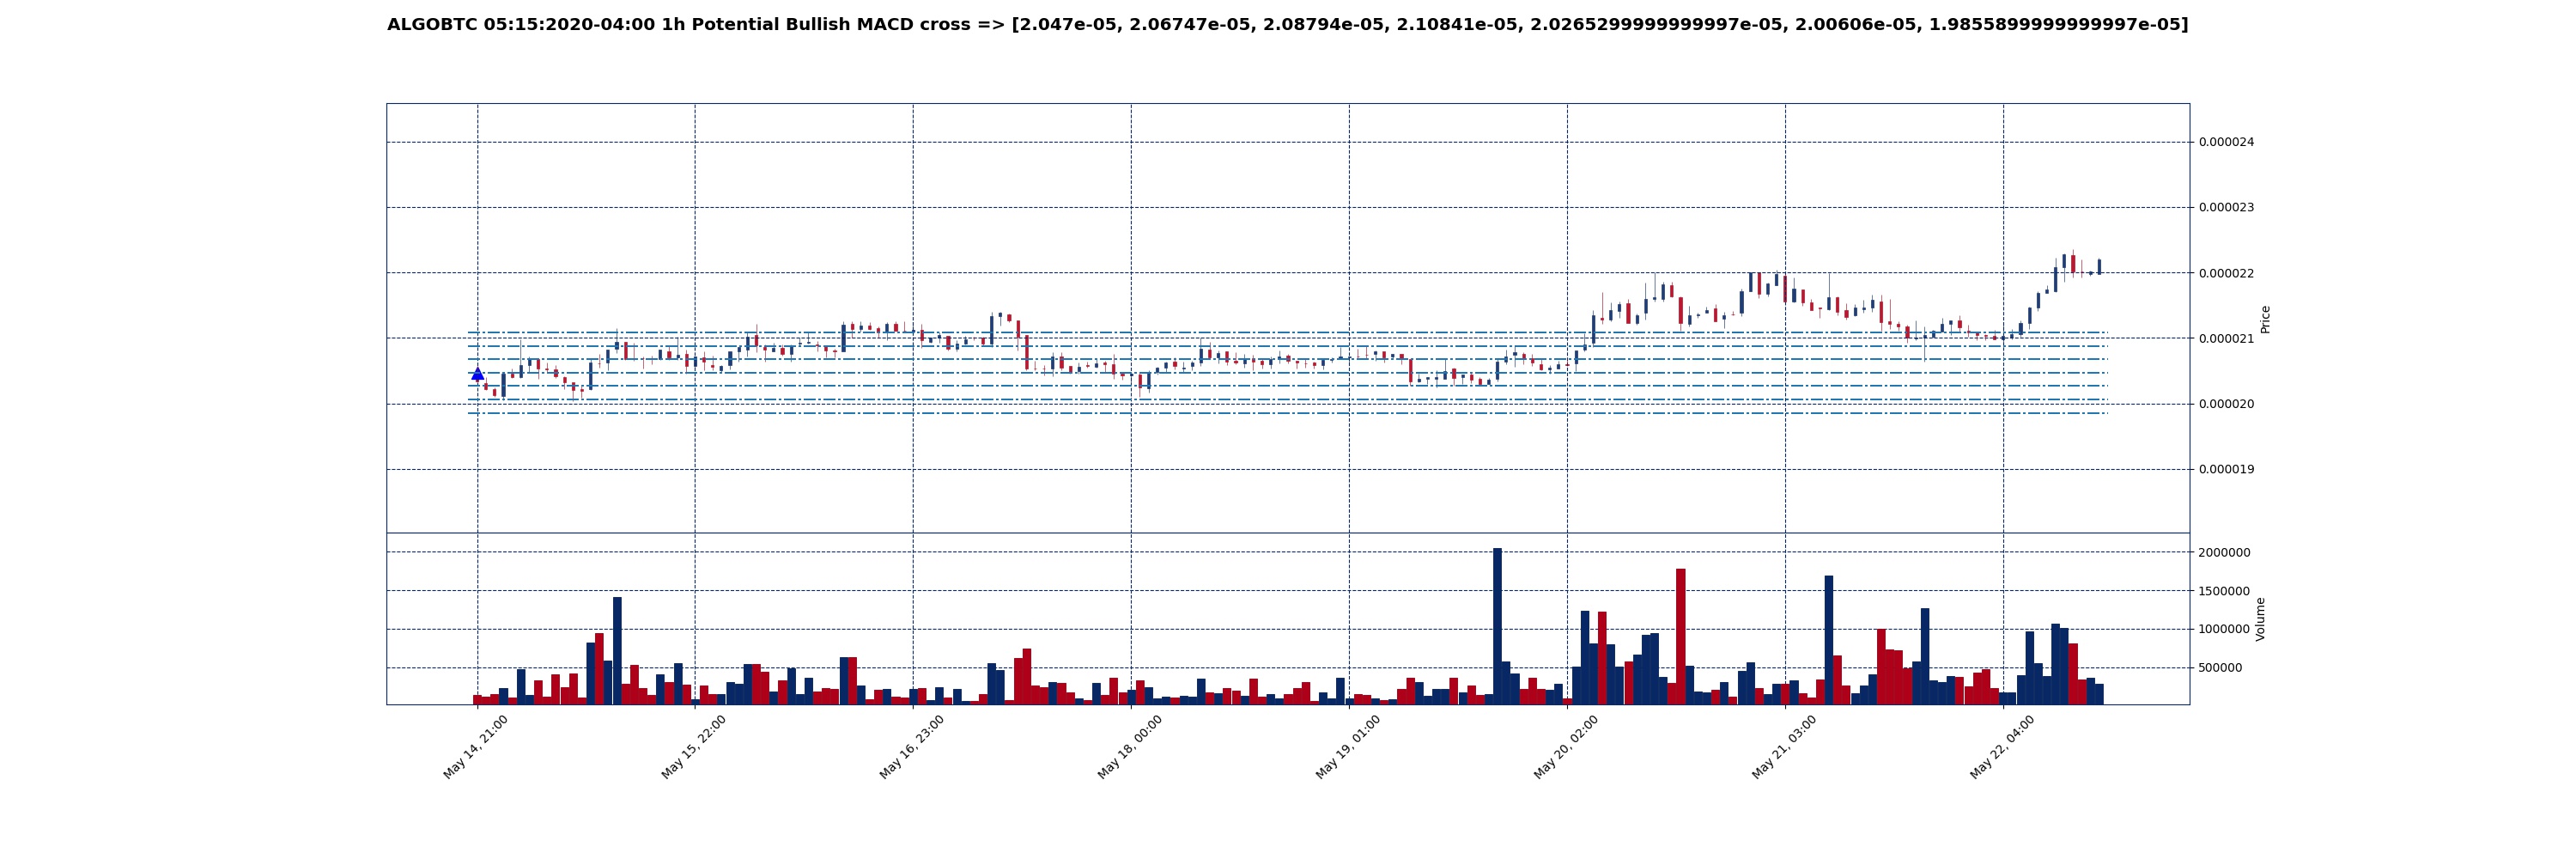 ALGOBTC 05:15:2020-04:00 1h Potential Bullish MACD cross => [2.047e-05, 2.06747e-05, 2.08794e-05, 2.10841e-05, 2.0265299999999997e-05, 2.00606e-05, 1.9855899999999997e-05]
0.000024
0.000023
0.000022
0.000021
0.000020
0.000019
Price
2000000
1500000
1000000
500000
Volume
May 14, 21:00
May 15, 22:00
May 16, 23:00
May 18, 00:00
May 19, 01:00
May 20, 02:00
May 21, 03:00
May 22, 04:00